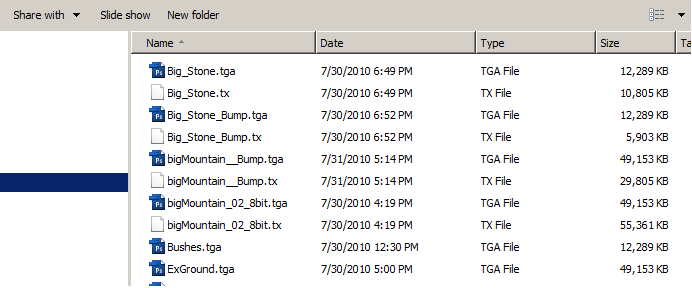 Share with Slide show New folder
Name Date Type Size Ta
Big_Stone.tga 7/30/2010 6:49 PM TGA File 12,289 KB
Big_Stone.tx 7/30/2010 6:49 PM TX File 10,805 KB
Big_Stone_Bump.tga 7/30/2010 6:52 PM TGA File 12,289 KB
Big_Stone_Bump.tx 7/30/2010 6:52 PM TX File 5,903 KB
bigMountain__Bump.tga 7/31/2010 5:14 PM TGA File 49,153 KB
bigMountain__Bump.tx 7/31/2010 5:14 PM TX File 29,805 KB
bigMountain_02_8bit.tga 7/30/2010 4:19 PM TGA File 49,153 KB
bigMountain_02_8bit.tx 7/30/2010 4:19 PM TX File 55,361 KB
Bushes.tga 7/30/2010 12:30 PM TGA File 12,289 KB
ExGround.tga 7/30/2010 5:00 PM TGA File 49,153 KB